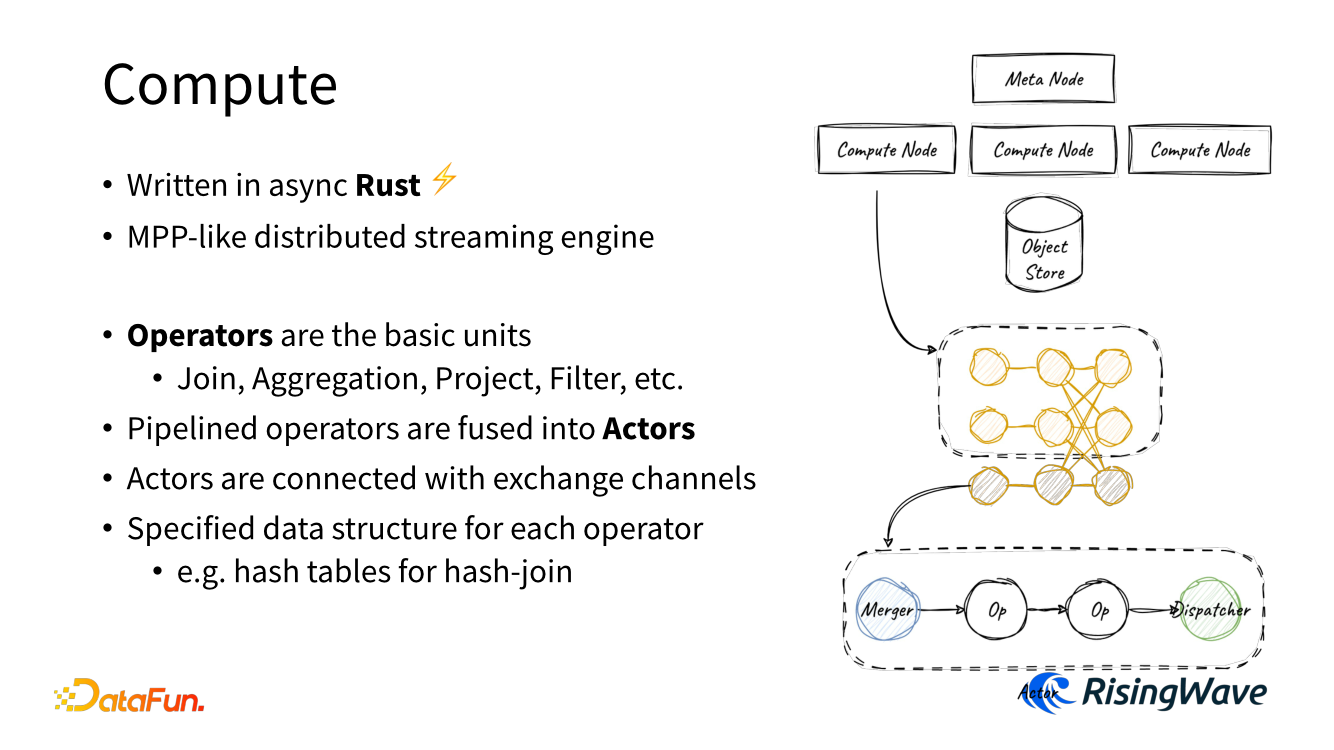 Compute
• Written in async Rust ⚡
• MPP-like distributed streaming engine
• Operators are the basic units
• Join, Aggregation, Project, Filter, etc.
• Pipelined operators are fused into Actors
• Actors are connected with exchange channels
• Specified data structure for each operator
• e.g. hash tables for hash-join
Meta Node
Compute Node
Compute Node
Compute Node
Object
Store
Merger
Op
Op
Dispatcher
Actor
DataFun.
RisingWave